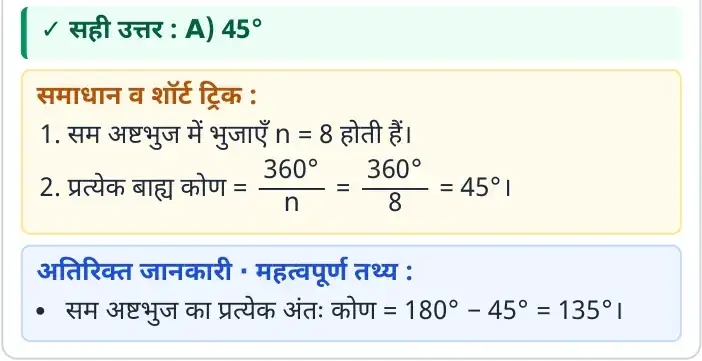 ✓ सही उत्तर : A) 45°
समाधान व शॉर्ट ट्रिक :
1. सम अष्टभुज में भुजाएँ n = 8 होती हैं।
2. प्रत्येक बाह्य कोण = 360°/n = 360°/8 = 45°।
अतिरिक्त जानकारी · महत्वपूर्ण तथ्य :
• सम अष्टभुज का प्रत्येक अंतः कोण = 180° − 45° = 135°।